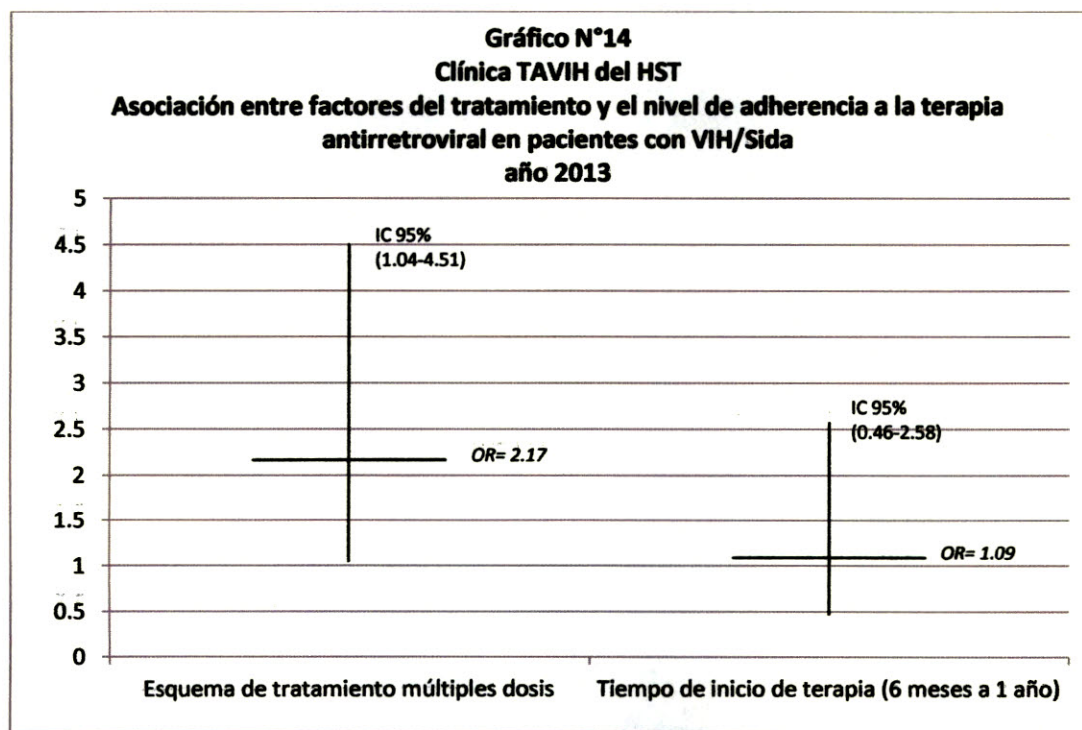 Gráfico N°14
Clínica TAVIH del HST
Asociación entre factores del tratamiento y el nivel de adherencia a la terapia
antirretroviral en pacientes con VIH/Sida
año 2013
5
4.5
4
3.5
3
2.5
2
1.5
1
0.5
0
IC 95%
(1.04-4.51)
OR= 2.17
IC 95%
(0.46-2.58)
OR= 1.09
Esquema de tratamiento múltiples dosis
Tiempo de inicio de terapia (6 meses a 1 año)